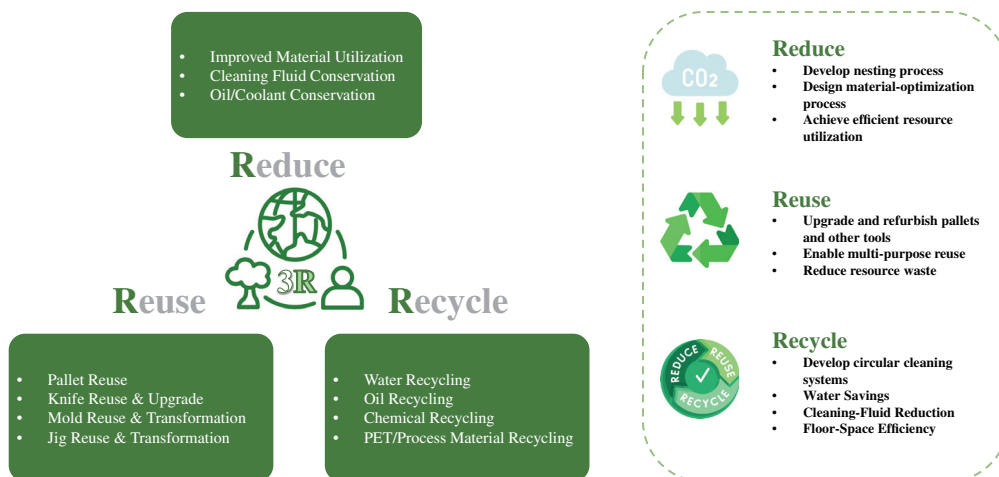 • Improved Material Utilization
• Cleaning Fluid Conservation
• Oil/Coolant Conservation
Reduce
3R
Reuse
Recycle
• Pallet Reuse
• Knife Reuse & Upgrade
• Mold Reuse & Transformation
• Jig Reuse & Transformation
• Water Recycling
• Oil Recycling
• Chemical Recycling
• PET/Process Material Recycling
CO2
Reduce
• Develop nesting process
• Design material-optimization
process
• Achieve efficient resource
utilization
Reuse
• Upgrade and refurbish pallets
and other tools
• Enable multi-purpose reuse
• Reduce resource waste
REDUCE
REUSE
RECYCLE
Recycle
• Develop circular cleaning
systems
• Water Savings
• Cleaning-Fluid Reduction
• Floor-Space Efficiency